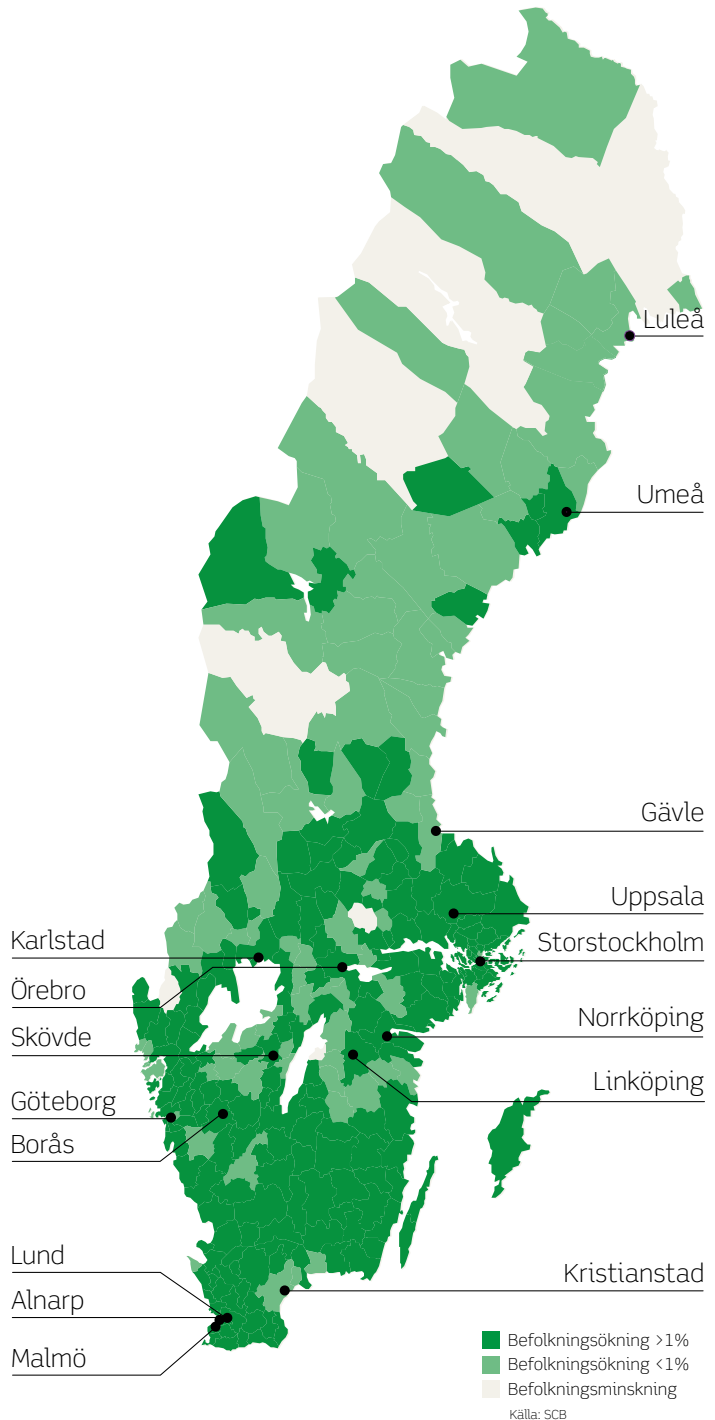 Luleå
Umeå
Gävle
Uppsala
Karlstad
Storstockholm
Örebro
Norrköping
Skövde
Linköping
Göteborg
Borås
Lund
Kristianstad
Alnarp
Malmö
Befolkningsökning >1%
Befolkningsökning <1%
Befolkningsminskning
Källa: SCB